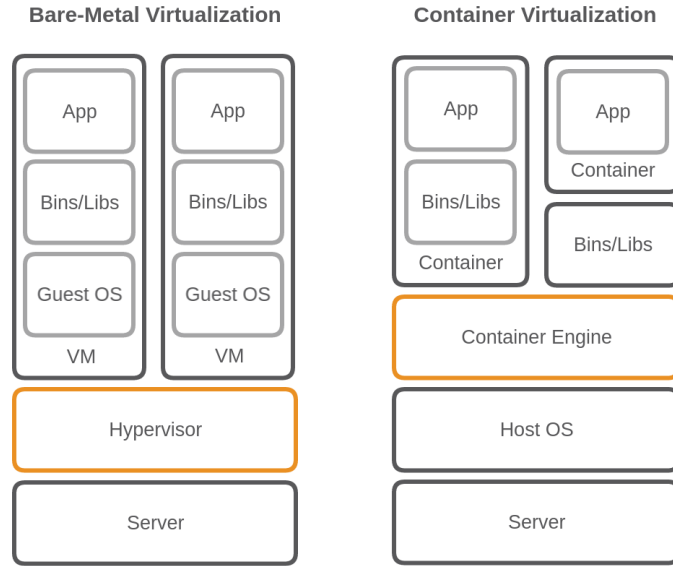 Bare-Metal Virtualization
App
App
Bins/Libs
Bins/Libs
Guest OS
Guest OS
VM
VM
Hypervisor
Server
Container Virtualization
App
Bins/Libs
Container
App
Container
Bins/Libs
Container Engine
Host OS
Server